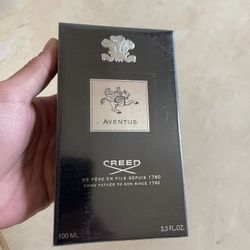 AVENTUS
CREED
DE PÈRE EN FILS DEPUIS 1760
FROM FATHER TO SON SINCE 1760
100 ML 3.3 FL.OZ.